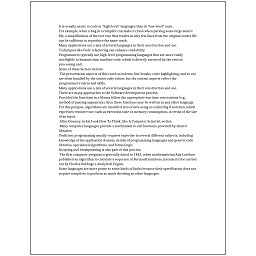 It is usually easier to code in "high-level" languages than in "low-level" ones.
For example, when a bug in a compiler can make it crash when parsing some large source
file, a simplification of the test case that results in only few lines from the original source file
can be sufficient to reproduce the same crash.
Many applications use a mix of several languages in their construction and use.
Techniques like Code refactoring can enhance readability.
Programmers typically use high-level programming languages that are more easily
intelligible to humans than machine code, which is directly executed by the central
processing unit.
Some of these factors include:
The presentation aspects of this (such as indents, line breaks, color highlighting, and so on)
are often handled by the source code editor, but the content aspects reflect the
programmer's talent and skills.
Many applications use a mix of several languages in their construction and use.
There are many approaches to the Software development process.
Provided the functions in a library follow the appropriate run-time conventions (e.g.,
method of passing arguments), then these functions may be written in any other language.
For this purpose, algorithms are classified into orders using so-called Big O notation, which
expresses resource use, such as execution time or memory consumption, in terms of the size
of an input.
Allen Downey, in his book How To Think Like A Computer Scientist, writes:
Many computer languages provide a mechanism to call functions provided by shared
libraries.
Proficient programming usually requires expertise in several different subjects, including
knowledge of the application domain, details of programming languages and generic code
libraries, specialized algorithms, and formal logic.
Scripting and breakpointing is also part of this process.
The first computer program is generally dated to 1843, when mathematician Ada Lovelace
published an algorithm to calculate a sequence of Bernoulli numbers, intended to be carried
out by Charles Babbage's Analytical Engine.
Some languages are more prone to some kinds of faults because their specification does not
require compilers to perform as much checking as other languages.